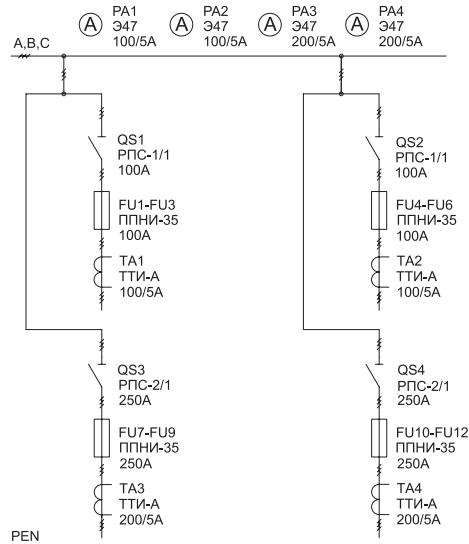 A PA1 A PA2 A PA3 A PA4
Э47 Э47 Э47 Э47
A,B,C 100/5A 100/5A 200/5A 200/5A
QS1
РПС-1/1
100A
QS2
РПС-1/1
100A
FU1-FU3
ППНИ-35
100A
FU4-FU6
ППНИ-35
100A
TA1
ТТИ-А
100/5A
TA2
ТТИ-А
100/5A
QS3
РПС-2/1
250A
QS4
РПС-2/1
250A
FU7-FU9
ППНИ-35
250A
FU10-FU12
ППНИ-35
250A
TA3
ТТИ-А
200/5A
TA4
ТТИ-А
200/5A
PEN